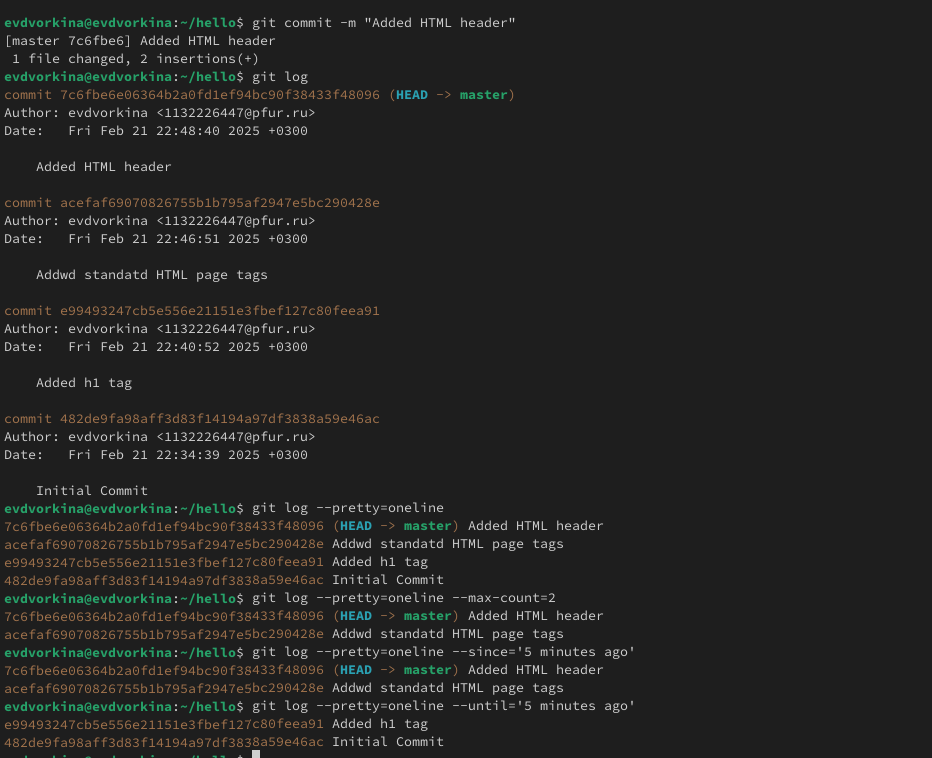 evdvorkina@evdvorkina:~/hello$ git commit -m "Added HTML header"
[master 7c6fbe6] Added HTML header
 1 file changed, 2 insertions(+)
evdvorkina@evdvorkina:~/hello$ git log
commit 7c6fbe6e06364b2a0fd1ef94bc90f38433f48096 (HEAD -> master)
Author: evdvorkina <1132226447@pfur.ru>
Date:   Fri Feb 21 22:48:40 2025 +0300
    Added HTML header
commit acefaf69070826755b1b795af2947e5bc290428e
Author: evdvorkina <1132226447@pfur.ru>
Date:   Fri Feb 21 22:46:51 2025 +0300
    Addwd standatd HTML page tags
commit e99493247cb5e556e21151e3fbef127c80feea91
Author: evdvorkina <1132226447@pfur.ru>
Date:   Fri Feb 21 22:40:52 2025 +0300
    Added h1 tag
commit 482de9fa98aff3d83f14194a97df3838a59e46ac
Author: evdvorkina <1132226447@pfur.ru>
Date:   Fri Feb 21 22:34:39 2025 +0300
    Initial Commit
evdvorkina@evdvorkina:~/hello$ git log --pretty=oneline
7c6fbe6e06364b2a0fd1ef94bc90f38433f48096 (HEAD -> master) Added HTML header
acefaf69070826755b1b795af2947e5bc290428e Addwd standatd HTML page tags
e99493247cb5e556e21151e3fbef127c80feea91 Added h1 tag
482de9fa98aff3d83f14194a97df3838a59e46ac Initial Commit
evdvorkina@evdvorkina:~/hello$ git log --pretty=oneline --max-count=2
7c6fbe6e06364b2a0fd1ef94bc90f38433f48096 (HEAD -> master) Added HTML header
acefaf69070826755b1b795af2947e5bc290428e Addwd standatd HTML page tags
evdvorkina@evdvorkina:~/hello$ git log --pretty=oneline --since='5 minutes ago'
7c6fbe6e06364b2a0fd1ef94bc90f38433f48096 (HEAD -> master) Added HTML header
acefaf69070826755b1b795af2947e5bc290428e Addwd standatd HTML page tags
evdvorkina@evdvorkina:~/hello$ git log --pretty=oneline --until='5 minutes ago'
e99493247cb5e556e21151e3fbef127c80feea91 Added h1 tag
482de9fa98aff3d83f14194a97df3838a59e46ac Initial Commit